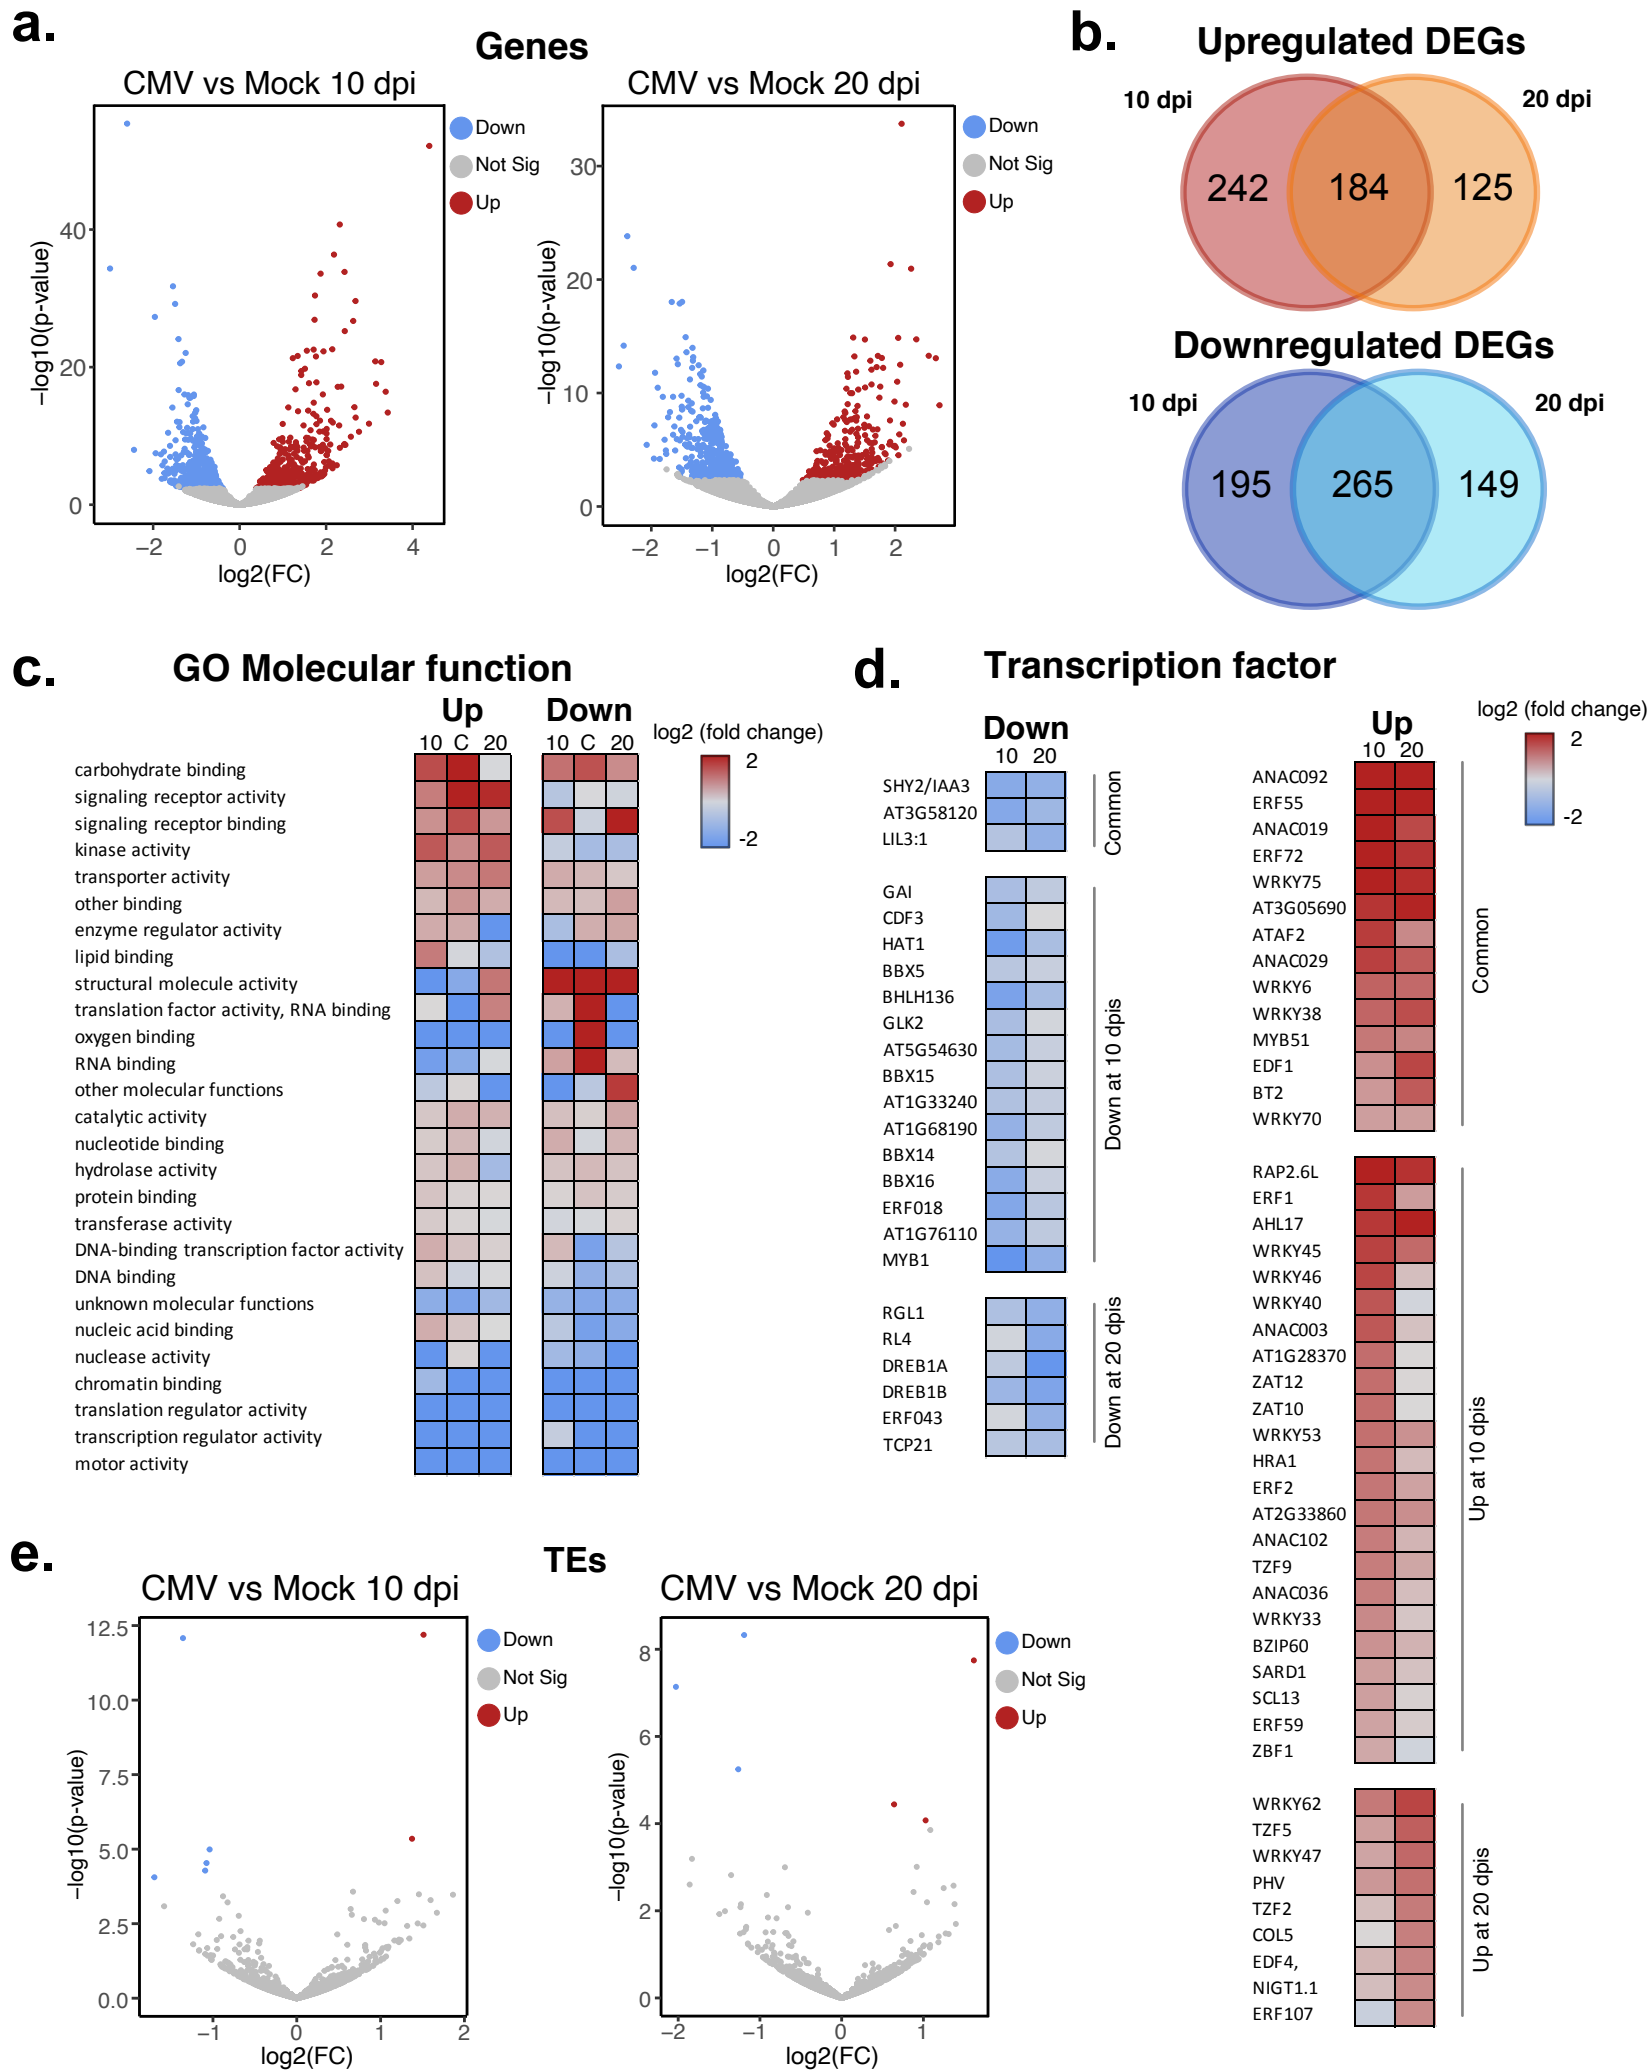 a.
Genes
CMV vs Mock 10 dpi
CMV vs Mock 20 dpi
Down
Not Sig
Up
Down
Not Sig
Up
−log10(p-value)
40
20
0
−2
0
2
4
log2(FC)
−log10(p-value)
30
20
10
0
−2
−1
0
1
2
log2(FC)
b.
Upregulated DEGs
10 dpi
20 dpi
242
184
125
Downregulated DEGs
10 dpi
20 dpi
195
265
149
c.
GO Molecular function
Up
Down
10 C 20
10 C 20
log2 (fold change)
2
-2
carbohydrate binding
signaling receptor activity
signaling receptor binding
kinase activity
transporter activity
other binding
enzyme regulator activity
lipid binding
structural molecule activity
translation factor activity, RNA binding
oxygen binding
RNA binding
other molecular functions
catalytic activity
nucleotide binding
hydrolase activity
protein binding
transferase activity
DNA-binding transcription factor activity
DNA binding
unknown molecular functions
nucleic acid binding
nuclease activity
chromatin binding
translation regulator activity
transcription regulator activity
motor activity
d.
Transcription factor
Down
10 20
SHY2/IAA3
AT3G58120
LIL3:1
Common
GAI
CDF3
HAT1
BBX5
BHLH136
GLK2
AT5G54630
BBX15
AT1G33240
AT1G68190
BBX14
BBX16
ERF018
AT1G76110
MYB1
Down at 10 dpis
RGL1
RL4
DREB1A
DREB1B
ERF043
TCP21
Down at 20 dpis
Up
10 20
log2 (fold change)
2
-2
ANAC092
ERF55
ANAC019
ERF72
WRKY75
AT3G05690
ATAF2
ANAC029
WRKY6
WRKY38
MYB51
EDF1
BT2
WRKY70
Common
RAP2.6L
ERF1
AHL17
WRKY45
WRKY46
WRKY40
ANAC003
AT1G28370
ZAT12
ZAT10
WRKY53
HRA1
ERF2
AT2G33860
ANAC102
TZF9
ANAC036
WRKY33
BZIP60
SARD1
SCL13
ERF59
ZBF1
Up at 10 dpis
WRKY62
TZF5
WRKY47
PHV
TZF2
COL5
EDF4,
NIGT1.1
ERF107
Up at 20 dpis
e.
TEs
CMV vs Mock 10 dpi
CMV vs Mock 20 dpi
Down
Not Sig
Up
Down
Not Sig
Up
−log10(p-value)
12.5
10.0
7.5
5.0
2.5
0.0
−1
0
1
2
log2(FC)
−log10(p-value)
8
6
4
2
0
−2
−1
0
1
log2(FC)